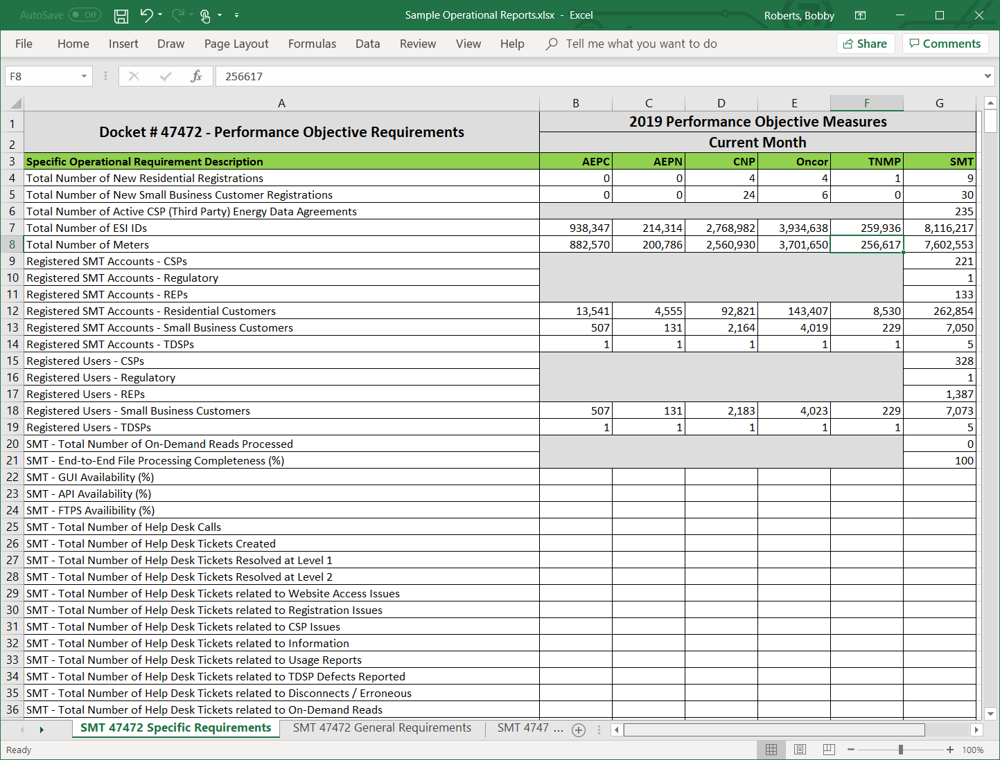 AutoSave Off Sample Operational Reports.xlsx - Excel Roberts, Bobby
File Home Insert Draw Page Layout Formulas Data Review View Help Tell me what you want to do Share Comments
F8 fx 256617
A B C D E F G
1 Docket # 47472 - Performance Objective Requirements 2019 Performance Objective Measures
2 Current Month
3 Specific Operational Requirement Description AEPC AEPN CNP Oncor TNMP SMT
4 Total Number of New Residential Registrations 0 0 4 4 1 9
5 Total Number of New Small Business Customer Registrations 0 0 24 6 0 30
6 Total Number of Active CSP (Third Party) Energy Data Agreements 235
7 Total Number of ESI IDs 938,347 214,314 2,768,982 3,934,638 259,936 8,116,217
8 Total Number of Meters 882,570 200,786 2,560,930 3,701,650 256,617 7,602,553
9 Registered SMT Accounts - CSPs 221
10 Registered SMT Accounts - Regulatory 1
11 Registered SMT Accounts - REPs 133
12 Registered SMT Accounts - Residential Customers 13,541 4,555 92,821 143,407 8,530 262,854
13 Registered SMT Accounts - Small Business Customers 507 131 2,164 4,019 229 7,050
14 Registered SMT Accounts - TDSPs 1 1 1 1 1 5
15 Registered Users - CSPs 328
16 Registered Users - Regulatory 1
17 Registered Users - REPs 1,387
18 Registered Users - Small Business Customers 507 131 2,183 4,023 229 7,073
19 Registered Users - TDSPs 1 1 1 1 1 5
20 SMT - Total Number of On-Demand Reads Processed 0
21 SMT - End-to-End File Processing Completeness (%) 100
22 SMT - GUI Availability (%)
23 SMT - API Availability (%)
24 SMT - FTPS Availibility (%)
25 SMT - Total Number of Help Desk Calls
26 SMT - Total Number of Help Desk Tickets Created
27 SMT - Total Number of Help Desk Tickets Resolved at Level 1
28 SMT - Total Number of Help Desk Tickets Resolved at Level 2
29 SMT - Total Number of Help Desk Tickets related to Website Access Issues
30 SMT - Total Number of Help Desk Tickets related to Registration Issues
31 SMT - Total Number of Help Desk Tickets related to CSP Issues
32 SMT - Total Number of Help Desk Tickets related to Information
33 SMT - Total Number of Help Desk Tickets related to Usage Reports
34 SMT - Total Number of Help Desk Tickets related to TDSP Defects Reported
35 SMT - Total Number of Help Desk Tickets related to Disconnects / Erroneous
36 SMT - Total Number of Help Desk Tickets related to On-Demand Reads
SMT 47472 Specific Requirements SMT 47472 General Requirements SMT 4747 ...
Ready 100%